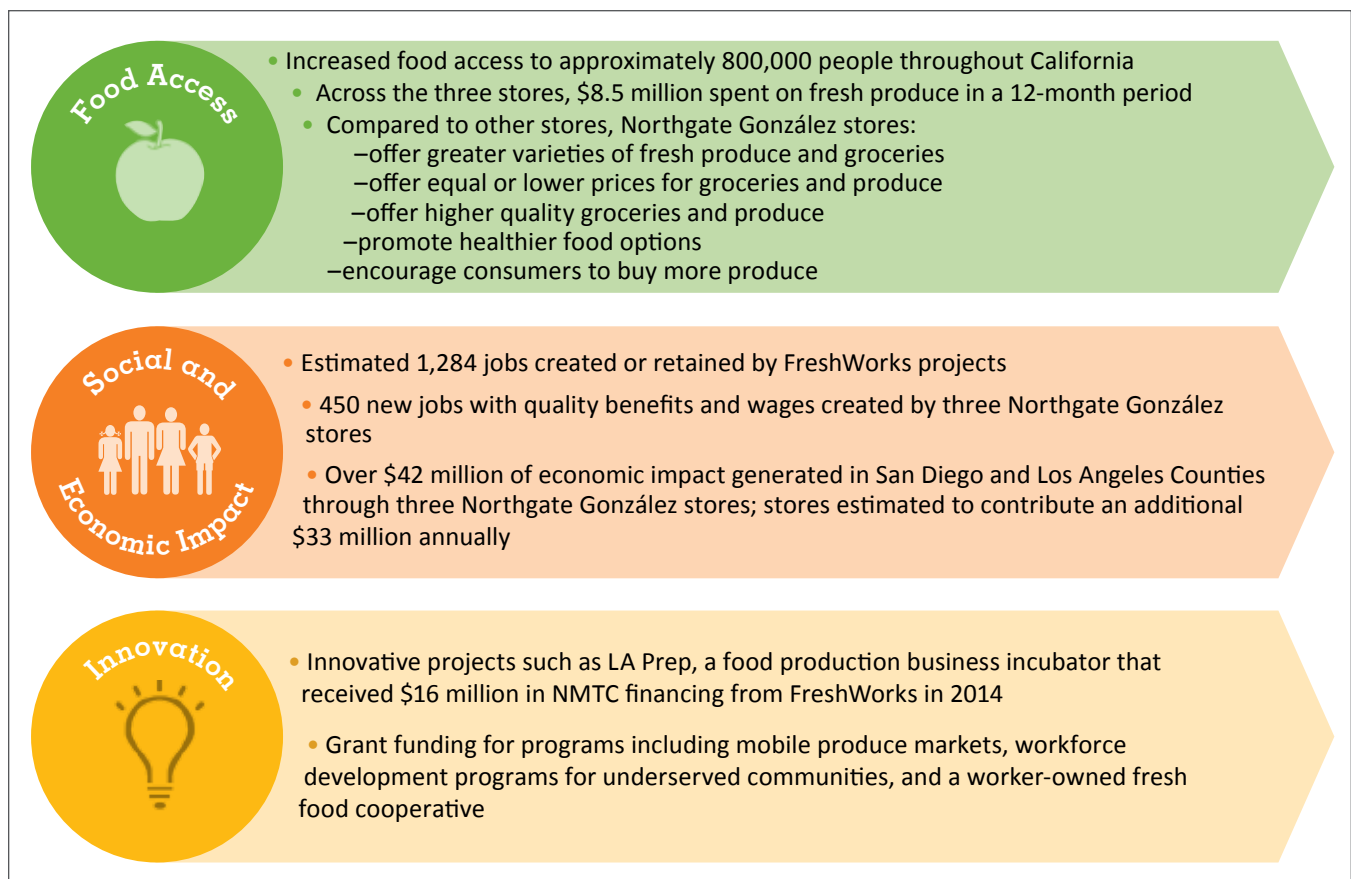 Food Access
• Increased food access to approximately 800,000 people throughout California
• Across the three stores, $8.5 million spent on fresh produce in a 12-month period
• Compared to other stores, Northgate González stores:
–offer greater varieties of fresh produce and groceries
–offer equal or lower prices for groceries and produce
–offer higher quality groceries and produce
–promote healthier food options
–encourage consumers to buy more produce
Social and
Economic Impact
• Estimated 1,284 jobs created or retained by FreshWorks projects
• 450 new jobs with quality benefits and wages created by three Northgate González
stores
• Over $42 million of economic impact generated in San Diego and Los Angeles Counties
through three Northgate González stores; stores estimated to contribute an additional
$33 million annually
Innovation
• Innovative projects such as LA Prep, a food production business incubator that
received $16 million in NMTC financing from FreshWorks in 2014
• Grant funding for programs including mobile produce markets, workforce
development programs for underserved communities, and a worker-owned fresh
food cooperative